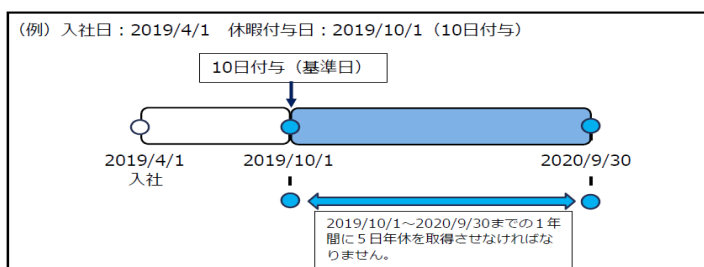 （例）入社日：2019/4/1　休暇付与日：2019/10/1（10日付与）
10日付与（基準日）
2019/4/1
入社
2019/10/1
2020/9/30
2019/10/1～2020/9/30までの１年
間に５日年休を取得させなければな
りません。